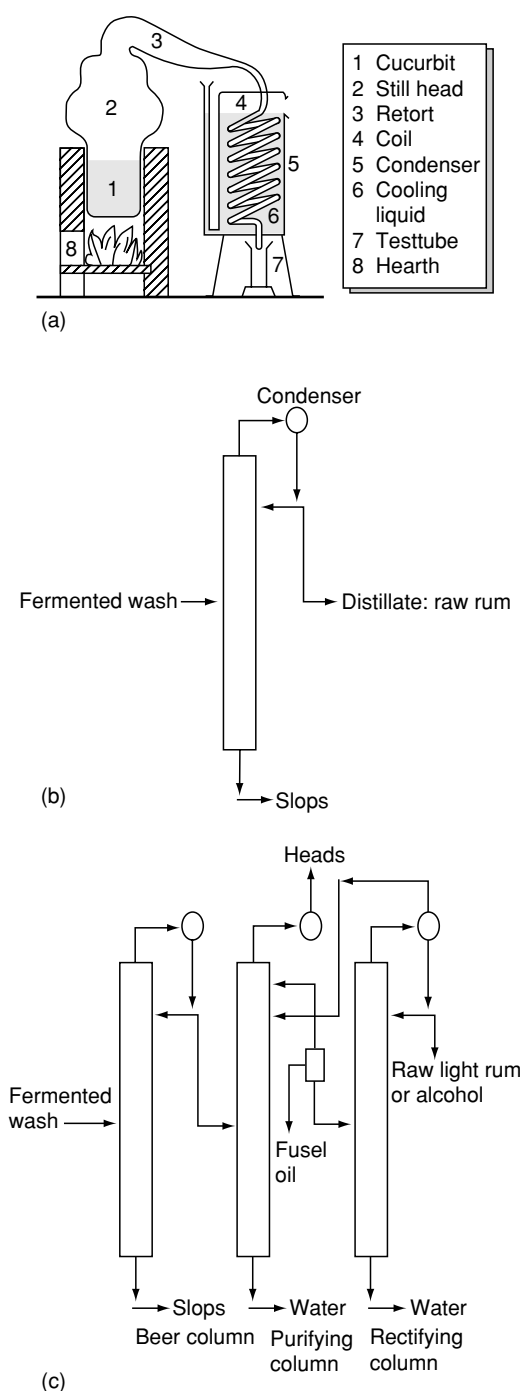 3
2
1
8
4
5
6
7
1 Cucurbit
2 Still head
3 Retort
4 Coil
5 Condenser
6 Cooling
liquid
7 Testtube
8 Hearth
(a)
Condenser
Fermented wash
Distillate: raw rum
Slops
(b)
Heads
Fermented
wash
Fusel
oil
Raw light rum
or alcohol
Slops
Water
Water
Beer column
Purifying
column
Rectifying
column
(c)